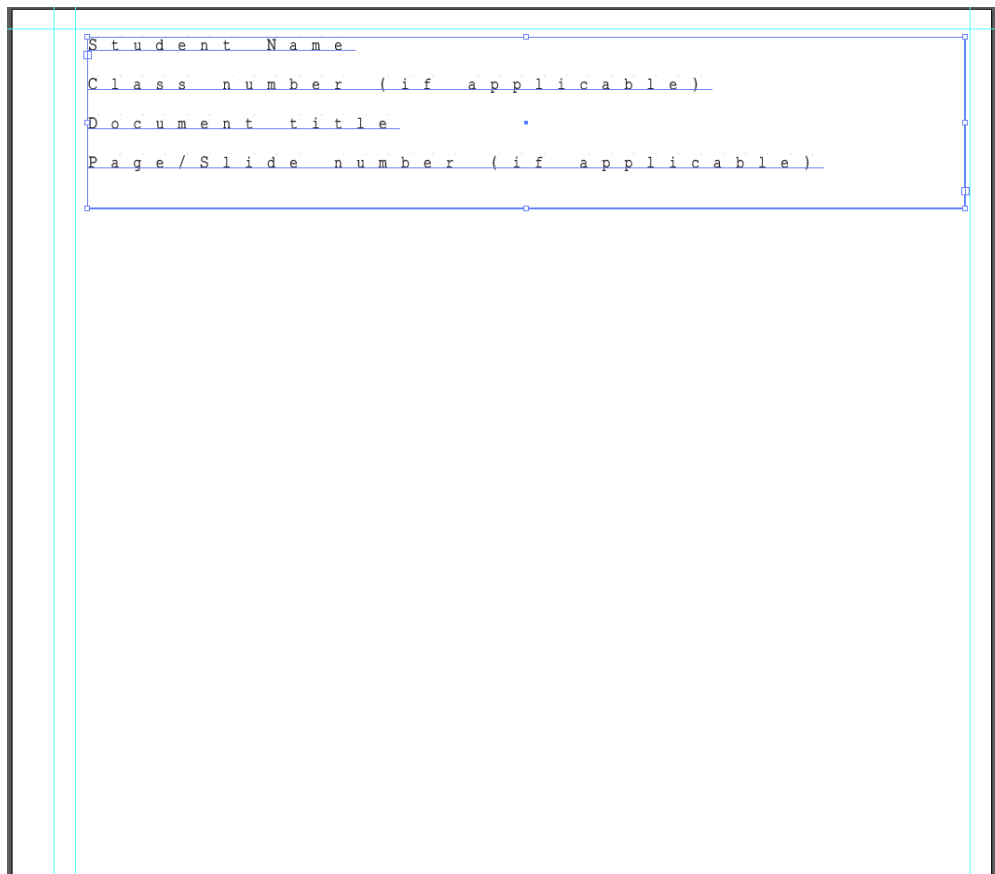 Student Name
Class number (if applicable)
Document title
Page/Slide number (if applicable)